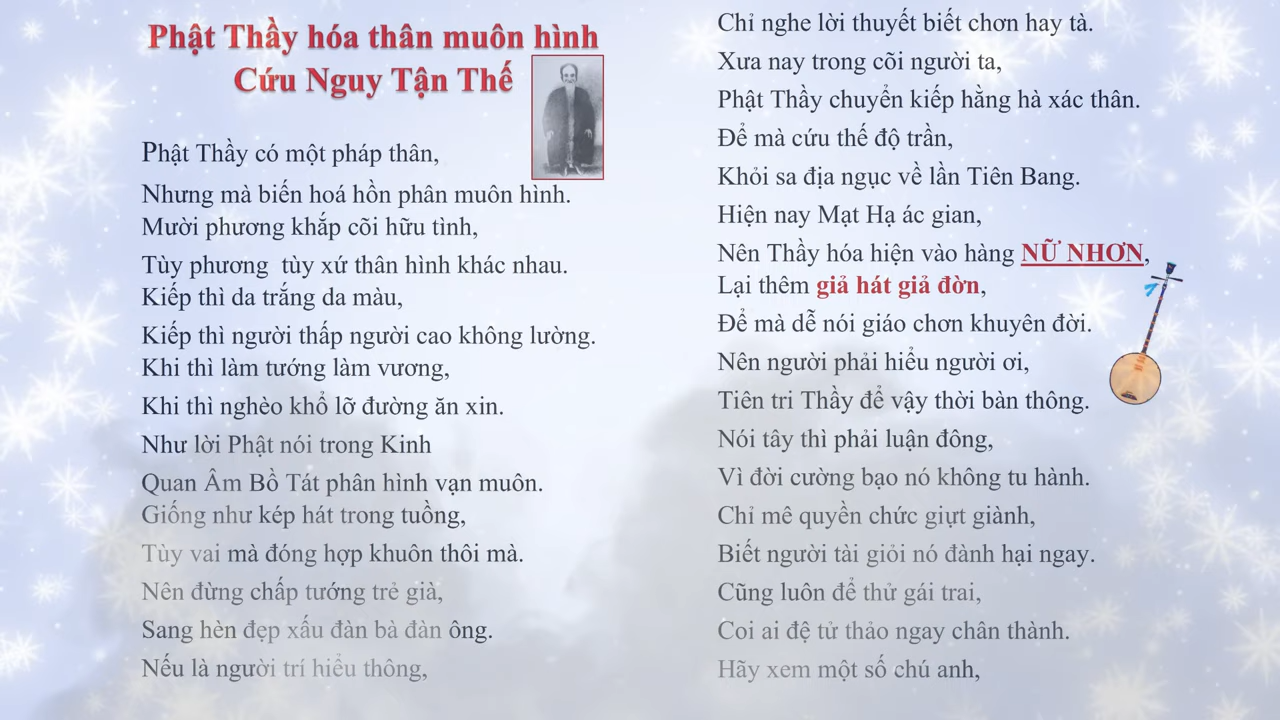 Phật Thầy hóa thân muôn hình
Cứu Nguy Tận Thế
Phật Thầy có một pháp thân,
Nhưng mà biến hoá hồn phân muôn hình.
Mười phương khắp cõi hữu tình,
Tùy phương tùy xứ thân hình khác nhau.
Kiếp thì da trắng da màu,
Kiếp thì người thấp người cao không lường.
Khi thì làm tướng làm vương,
Khi thì nghèo khổ lỡ đường ăn xin.
Như lời Phật nói trong Kinh
Quan Âm Bồ Tát phân hình vạn muôn.
Giống như kép hát trong tuồng,
Tùy vai mà đóng hợp khuôn thôi mà.
Nên đừng chấp tướng trẻ già,
Sang hèn đẹp xấu đàn bà đàn ông.
Nếu là người trí hiểu thông,
Chỉ nghe lời thuyết biết chơn hay tà.
Xưa nay trong cõi người ta,
Phật Thầy chuyển kiếp hằng hà xác thân.
Để mà cứu thế độ trần,
Khỏi sa địa ngục về lần Tiên Bang.
Hiện nay Mạt Hạ ác gian,
Nên Thầy hóa hiện vào hàng NỮ NHƠN,
Lại thêm giả hát giả đờn,
Để mà dễ nói giáo chơn khuyên đời.
Nên người phải hiểu người ơi,
Tiên tri Thầy để vậy thời bàn thông.
Nói tây thì phải luận đông,
Vì đời cường bạo nó không tu hành.
Chỉ mê quyền chức giựt giành,
Biết người tài giỏi nó đành hại ngay.
Cũng luôn để thử gái trai,
Coi ai đệ tử thảo ngay chân thành.
Hãy xem một số chú anh,